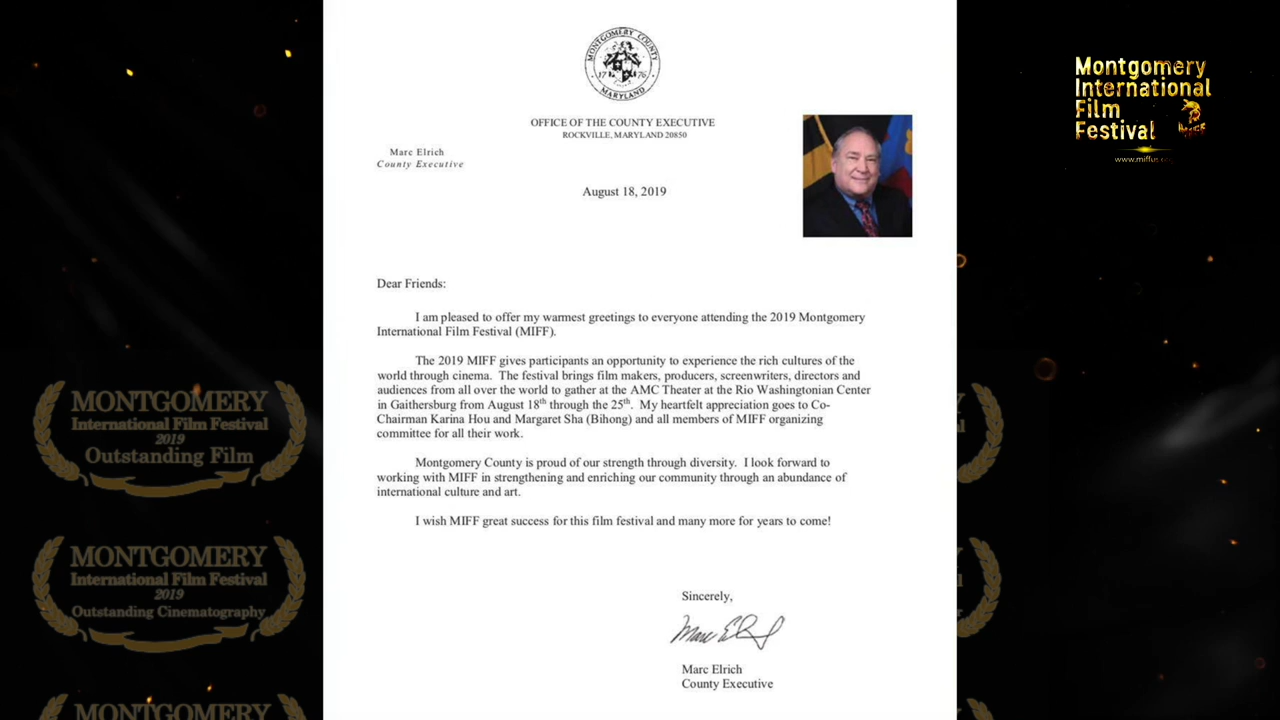 MONTGOMERY COUNTY
17 76
MARYLAND
OFFICE OF THE COUNTY EXECUTIVE
ROCKVILLE, MARYLAND 20850
Marc Elrich
County Executive
August 18, 2019
Dear Friends:
I am pleased to offer my warmest greetings to everyone attending the 2019 Montgomery
International Film Festival (MIFF).
The 2019 MIFF gives participants an opportunity to experience the rich cultures of the
world through cinema. The festival brings film makers, producers, screenwriters, directors and
audiences from all over the world to gather at the AMC Theater at the Rio Washingtonian Center
in Gaithersburg from August 18th through the 25th. My heartfelt appreciation goes to Co-
Chairman Karina Hou and Margaret Sha (Bihong) and all members of MIFF organizing
committee for all their work.
Montgomery County is proud of our strength through diversity. I look forward to
working with MIFF in strengthening and enriching our community through an abundance of
international culture and art.
I wish MIFF great success for this film festival and many more for years to come!
Sincerely,
Marc Elrich
Marc Elrich
County Executive
Montgomery
International
Film
Festival
MIFF
MONTGOMERY
International Film Festival
2019
Outstanding Film
MONTGOMERY
International Film Festival
2019
Outstanding Cinematography
MONTGOMERY